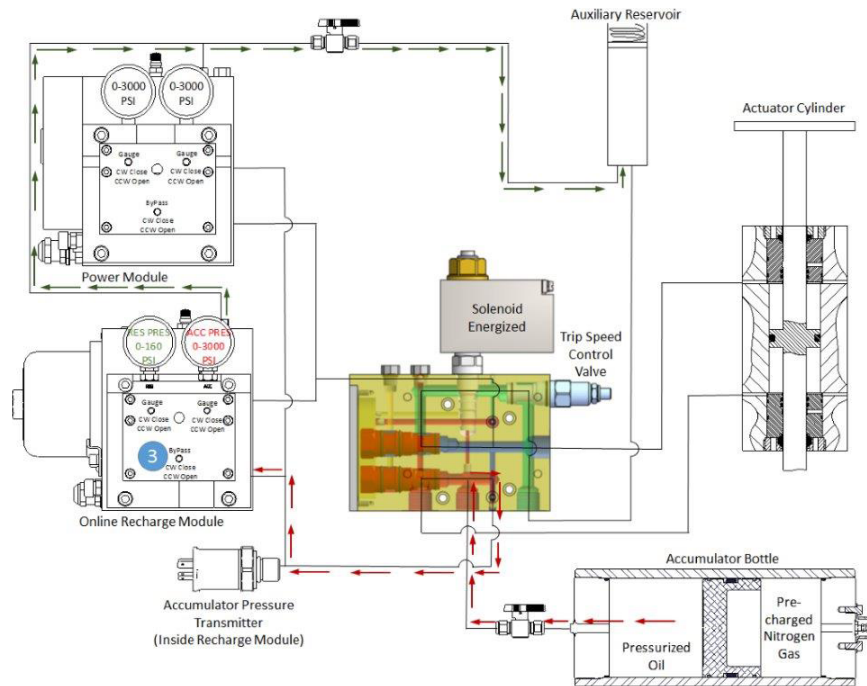 Auxiliary Reservoir
Actuator Cylinder
0-3000
PSI
0-3000
PSI
Gauge
CW Close
CCW Open
Gauge
CW Close
CCW Open
ByPass
CW Close
CCW Open
Power Module
Solenoid
Energized
Trip Speed
Control
Valve
RES PRES
0-160
PSI
ACC PRES
0-3000
PSI
RES
ACC
Gauge
CW Close
CCW Open
Gauge
CW Close
CCW Open
3
ByPass
CW Close
CCW Open
Online Recharge Module
Accumulator Pressure
Transmitter
(Inside Recharge Module)
Accumulator Bottle
Pressurized
Oil
Pre-
charged
Nitrogen
Gas